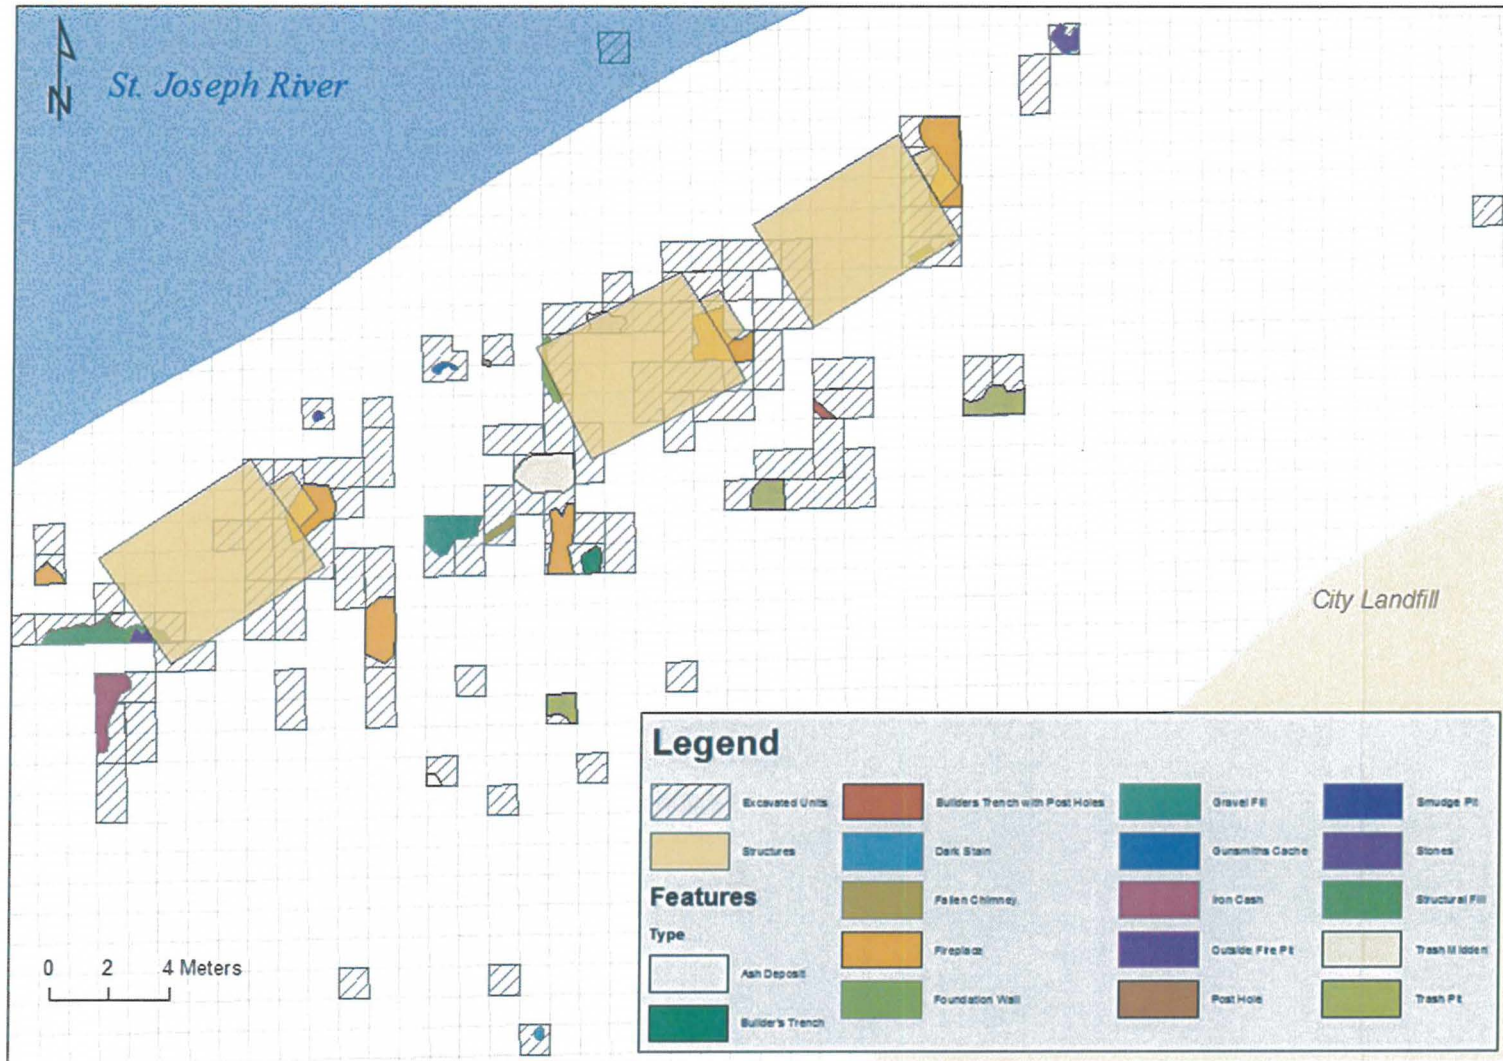 N
St. Joseph River
City Landfill
0 2 4 Meters
Legend
Excavated Units
Structures
Features
Type
Ash Deposit
Builder's Trench
Builders Trench with Post Holes
Dark Stain
Fallen Chimney
Fireplace
Foundation Wall
Gravel Fill
Gunsmiths Cache
Iron Cash
Outside Fire Pit
Post Hole
Smudge Pit
Stones
Structural Fill
Trash Midden
Trash Pit